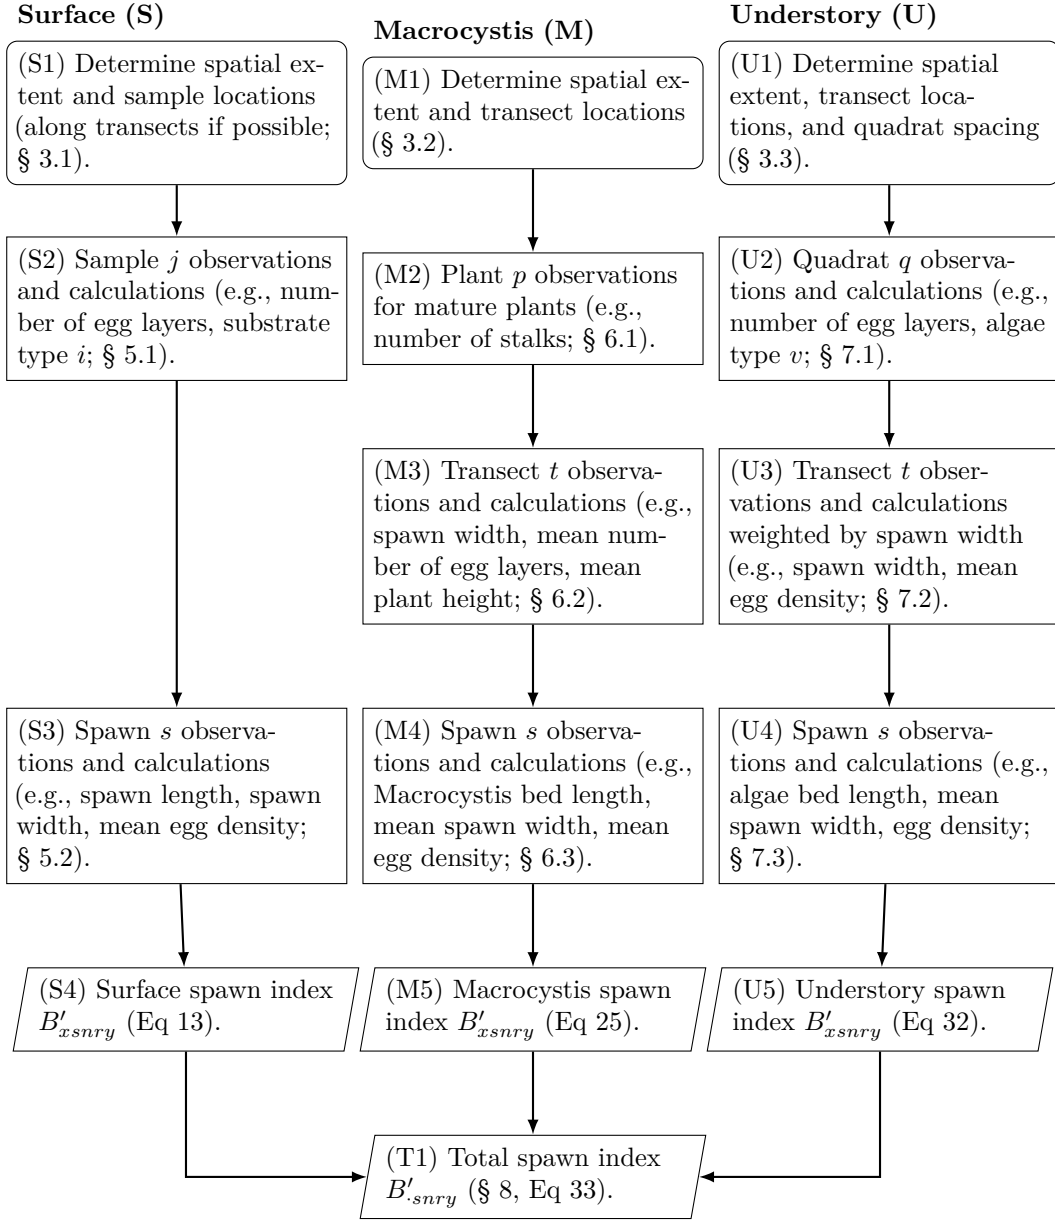 Surface (S)
(S1) Determine spatial ex-
tent and sample locations
(along transects if possible;
§ 3.1).
(S2) Sample j observations
and calculations (e.g., num-
ber of egg layers, substrate
type i; § 5.1).
(S3) Spawn s observa-
tions and calculations
(e.g., spawn length, spawn
width, mean egg density;
§ 5.2).
(S4) Surface spawn index
B′xsnry (Eq 13).
Macrocystis (M)
(M1) Determine spatial ex-
tent and transect locations
(§ 3.2).
(M2) Plant p observations
for mature plants (e.g.,
number of stalks; § 6.1).
(M3) Transect t observa-
tions and calculations (e.g.,
spawn width, mean num-
ber of egg layers, mean
plant height; § 6.2).
(M4) Spawn s observa-
tions and calculations (e.g.,
Macrocystis bed length,
mean spawn width, mean
egg density; § 6.3).
(M5) Macrocystis spawn
index B′xsnry (Eq 25).
Understory (U)
(U1) Determine spatial
extent, transect loca-
tions, and quadrat spacing
(§ 3.3).
(U2) Quadrat q observa-
tions and calculations (e.g.,
number of egg layers, algae
type v; § 7.1).
(U3) Transect t obser-
vations and calculations
weighted by spawn width
(e.g., spawn width, mean
egg density; § 7.2).
(U4) Spawn s observa-
tions and calculations (e.g.,
algae bed length, mean
spawn width, egg density;
§ 7.3).
(U5) Understory spawn
index B′xsnry (Eq 32).
(T1) Total spawn index
B′·snry (§ 8, Eq 33).